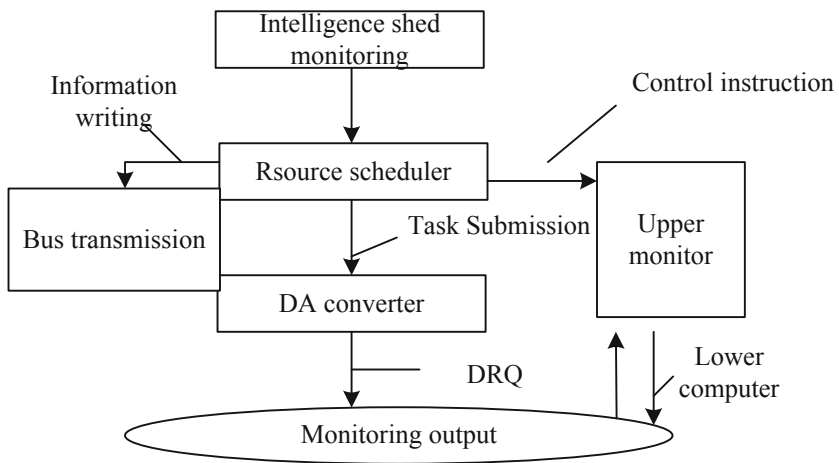 Intelligence shed
monitoring
Information
writing
Control instruction
Rsource scheduler
Bus transmission
Task Submission
Upper
monitor
DA converter
DRQ
Lower
computer
Monitoring output